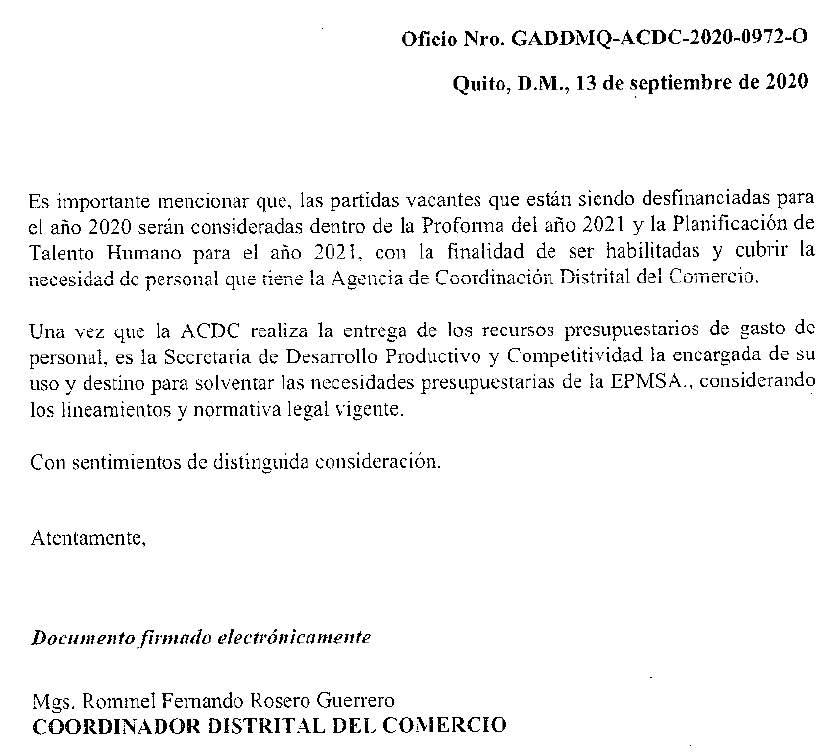 Oficio Nro. GADDMQ-ACDC-2020-0972-O
Quito, D.M., 13 de septiembre de 2020
Es importante mencionar que, las partidas vacantes que están siendo desfinanciadas para
el año 2020 serán consideradas dentro de la Proforma del año 2021 y la Planificación de
Talento Humano para el año 2021, con la finalidad de ser habilitadas y cubrir la
necesidad de personal que tiene la Agencia de Coordinación Distrital del Comercio.
Una vez que la ACDC realiza la entrega de los recursos presupuestarios de gasto de
personal, es la Secretaria de Desarrollo Productivo y Competitividad la encargada de su
uso y destino para solventar las necesidades presupuestarias de la EPMSA., considerando
los lineamientos y normativa legal vigente.
Con sentimientos de distinguida consideración.
Atentamente,
Documento firmado electrónicamente
Mgs. Rommel Fernando Rosero Guerrero
COORDINADOR DISTRITAL DEL COMERCIO